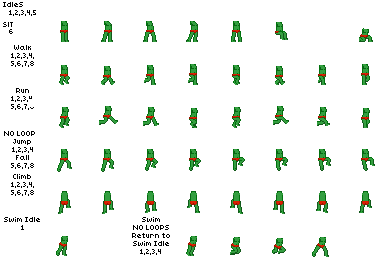 IdleS
1,2,3,4,5
SIT
6
Walk
1,2,3,4,
5,6,7,8
Run
1,2,3,4
5,6,7,
NO LOOP
Jump
1,2,3,4
Fall
5,6,7,8
Climb
1,2,3,4,
5,6,7,8
Swim Idle
1
Swim
NO LOOPS
Return to
Swim Idle
1,2,3,4